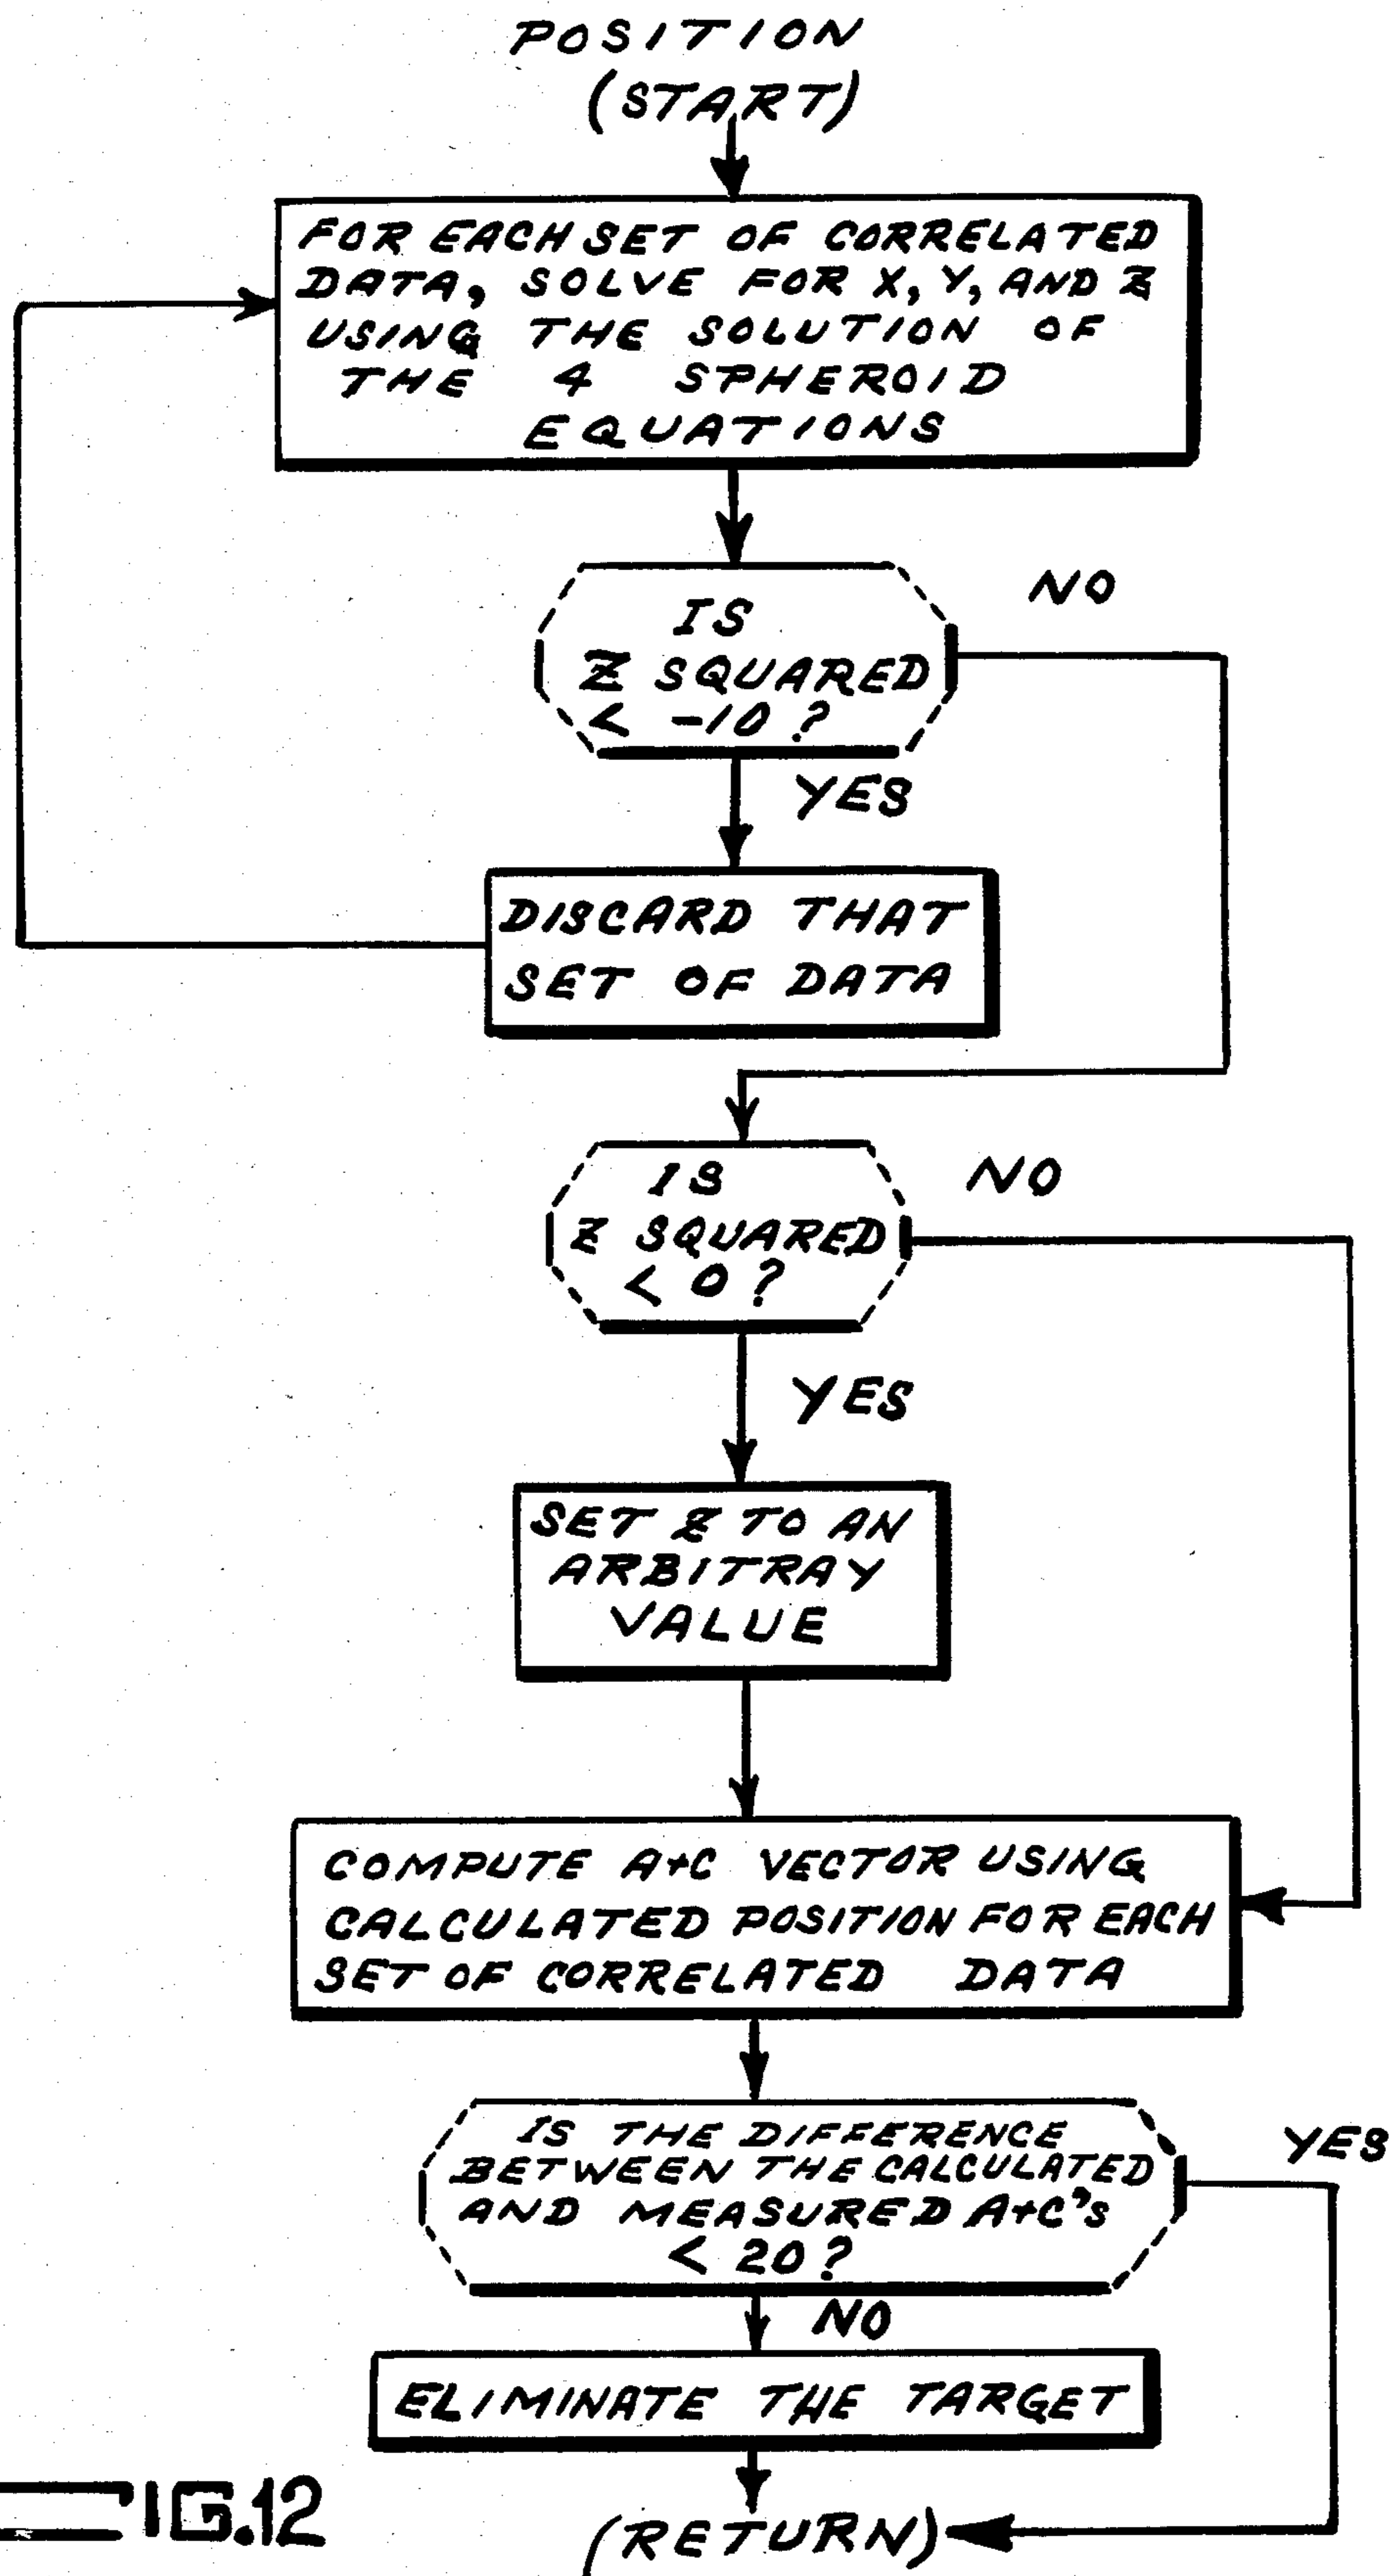 POSITION
(START)
FOR EACH SET OF CORRELATED
DATA, SOLVE FOR X, Y, AND Z
USING THE SOLUTION OF
THE 4 SPHEROID
EQUATIONS
IS
Z SQUARED
< -10 ?
NO
YES
DISCARD THAT
SET OF DATA
IS
Z SQUARED
< 0 ?
NO
YES
SET Z TO AN
ARBITRAY
VALUE
COMPUTE A+C VECTOR USING
CALCULATED POSITION FOR EACH
SET OF CORRELATED DATA
IS THE DIFFERENCE
BETWEEN THE CALCULATED
AND MEASURED A+C's
< 20 ?
YES
NO
ELIMINATE THE TARGET
(RETURN)
FIG.12